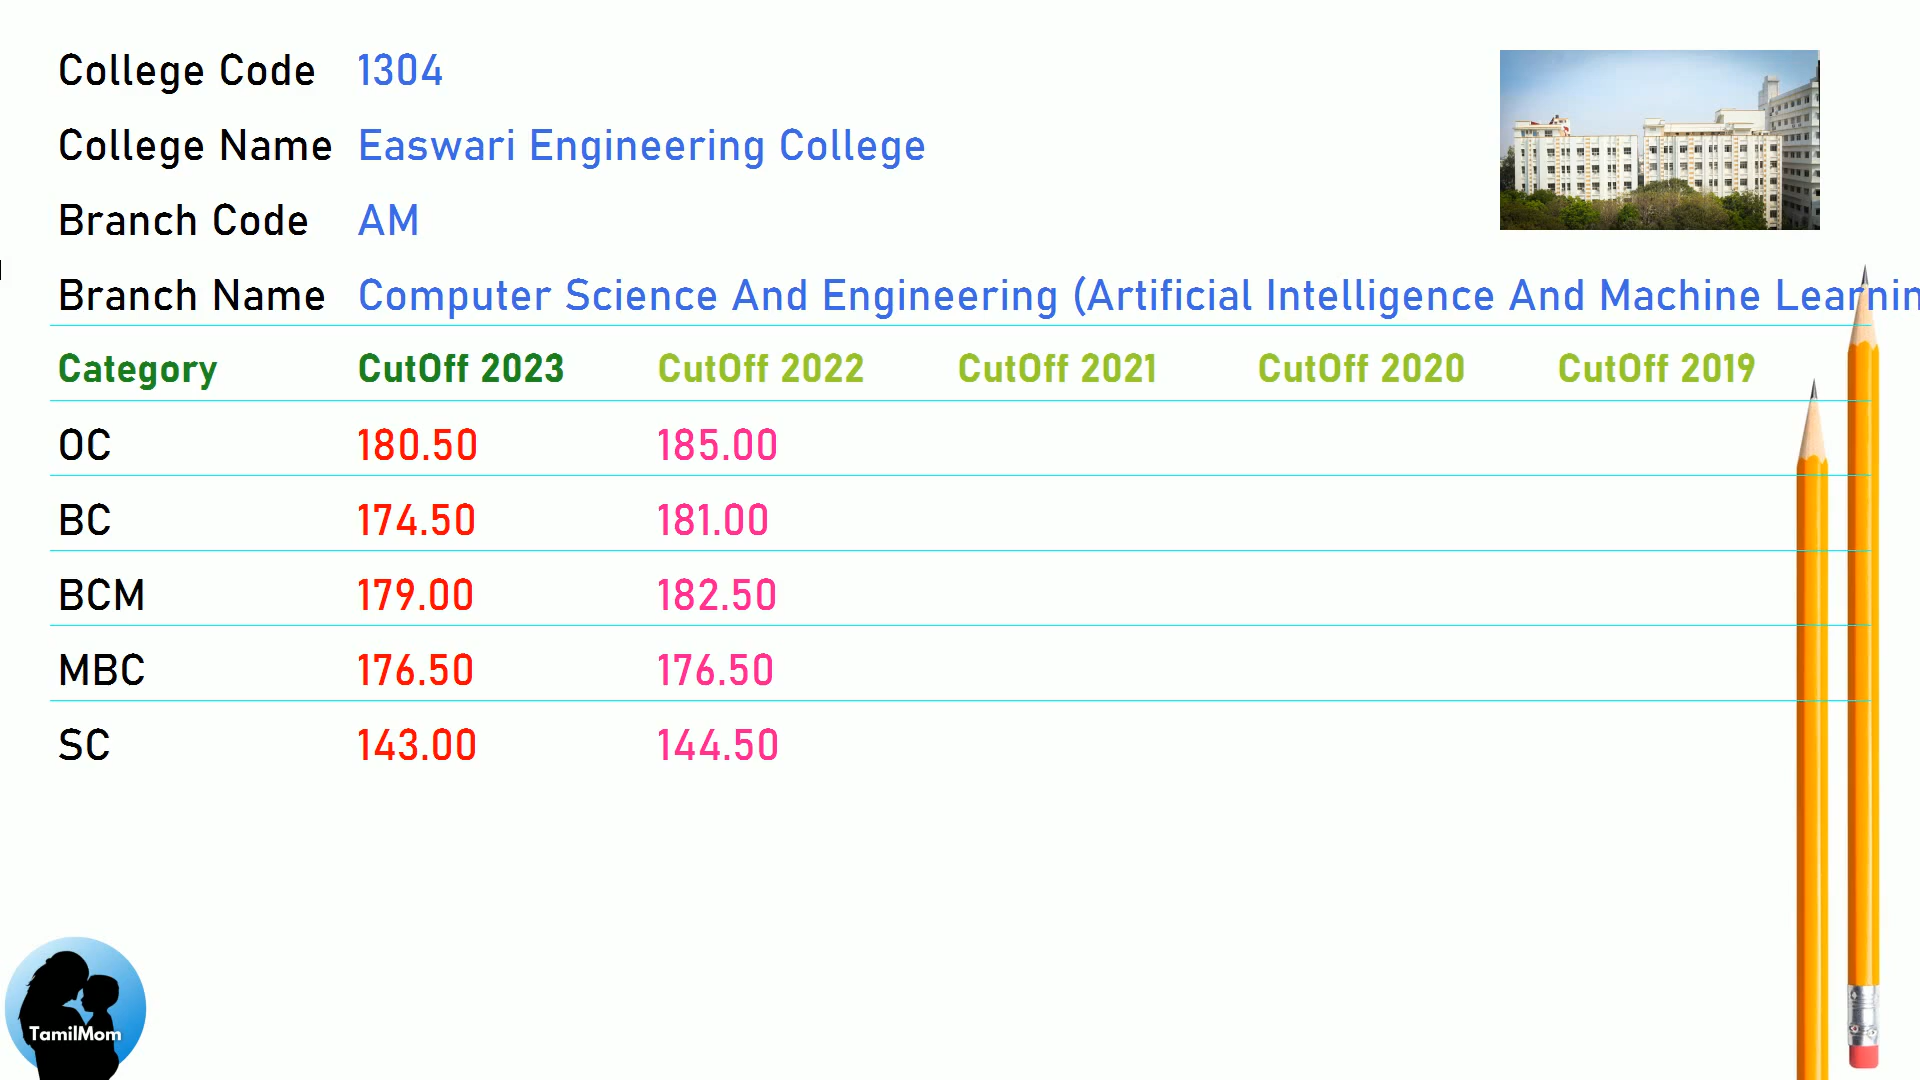 College Code 1304
College Name Easwari Engineering College
Branch Code AM
Branch Name Computer Science And Engineering (Artificial Intelligence And Machine Learnin
Category CutOff 2023 CutOff 2022 CutOff 2021 CutOff 2020 CutOff 2019
OC 180.50 185.00
BC 174.50 181.00
BCM 179.00 182.50
MBC 176.50 176.50
SC 143.00 144.50
TamilMom